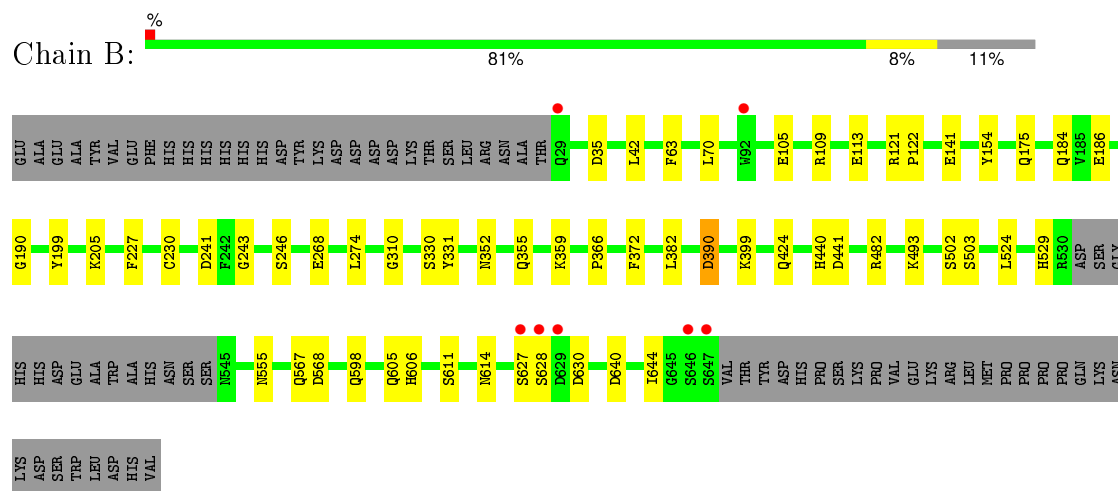 %
Chain B:
81% 8% 11%
GLU ALA GLU ALA TYR VAL GLU PHE HIS HIS HIS HIS HIS HIS ASP TYR LYS ASP ASP ASP ASP LYS THR SER LEU ARG ASN ALA THR Q29 D35 L42 F63 L70 W92 E105 R109 E113 R121 P122 E141 Y154 Q175 Q184 V185 E186
G190 Y199 K205 F227 C230 D241 F242 G243 S246 E268 L274 G310 S330 Y331 N352 Q355 K359 P366 F372 L382 D390 K399 Q424 H440 D441 R482 K493 S502 S503 L524 H529 R530 ASP SER GLY
HIS HIS ASP GLU ALA TRP ALA HIS ASN SER SER N545 N555 Q567 D568 Q598 Q605 H606 S611 N614 S627 S628 D629 D630 D640 I644 G645 S646 S647 VAL THR TYR ASP HIS PRO SER LYS PRO VAL GLU LYS ARG LEU MET PRO PRO PRO PRO GLN LYS ASN
LYS ASP SER TRP LEU ASP HIS VAL